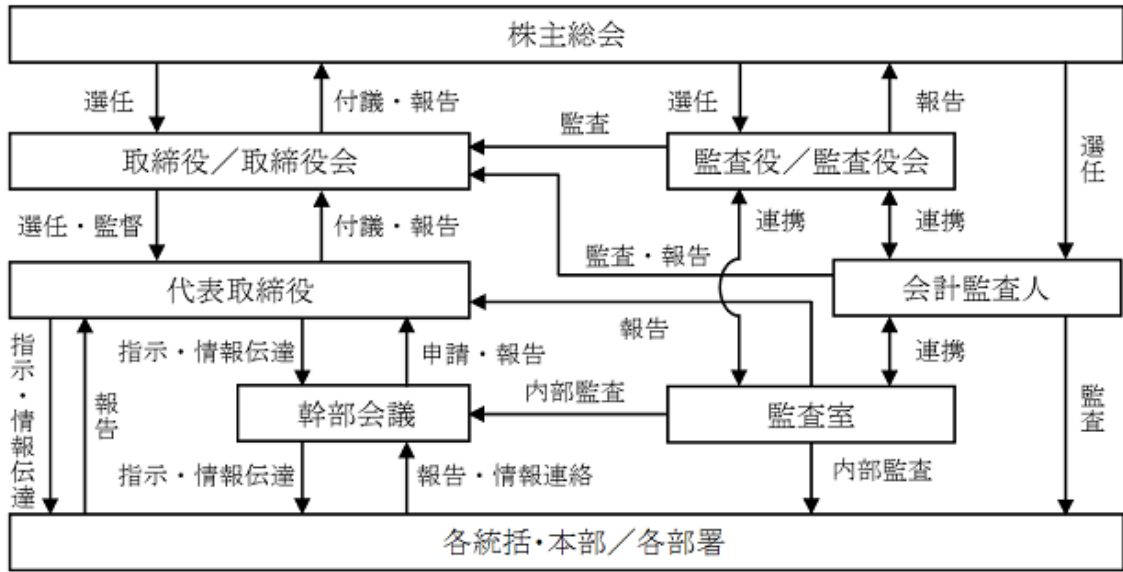 株主総会
選任
付議・報告
選任
報告
監査
選任
取締役／取締役会
監査役／監査役会
選任・監督
付議・報告
連携
連携
監査・報告
代表取締役
会計監査人
指示・情報伝達
報告
指示・情報伝達
申請・報告
報告
連携
内部監査
幹部会議
監査室
監査
指示・情報伝達
報告・情報連絡
内部監査
各統括・本部／各部署